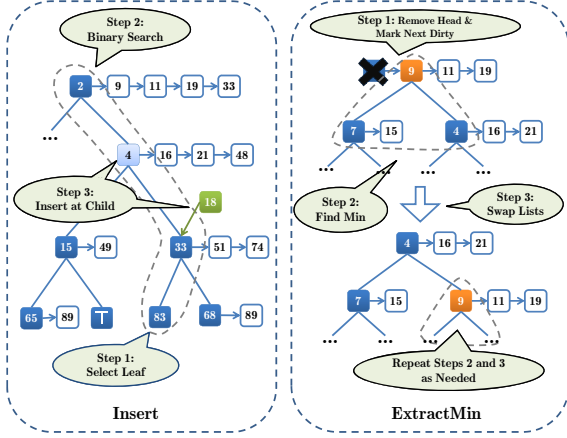 Step 2:
Binary Search
2 9 11 19 33
...
4 16 21 48
Step 3:
Insert at Child
18
15 49
33 51 74
65 89
T
83
68 89
Step 1:
Select Leaf
Insert
Step 1: Remove Head &
Mark Next Dirty
9 11 19
7 15
4 16 21
... ... ... ...
Step 2:
Find Min
Step 3:
Swap Lists
4 16 21
7 15
9 11 19
... ... ... ...
Repeat Steps 2 and 3
as Needed
ExtractMin